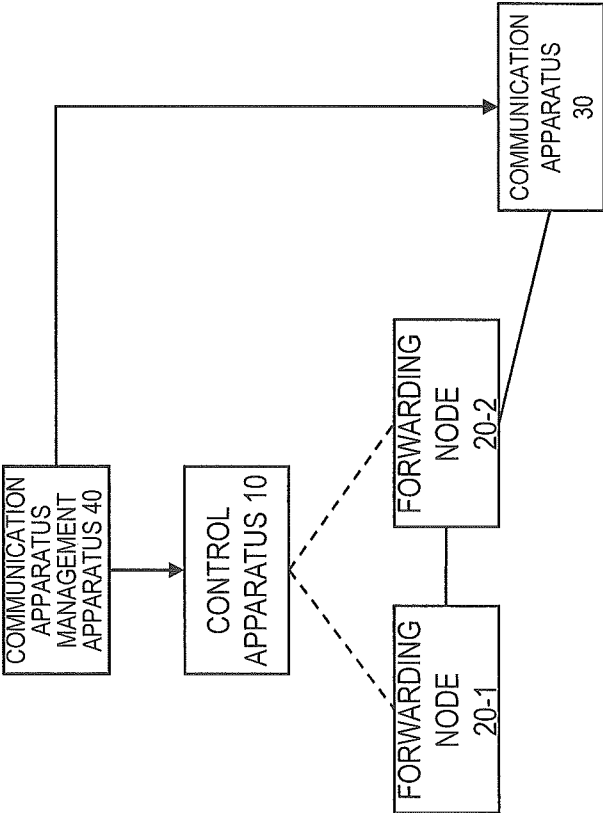 COMMUNICATION
APPARATUS
MANAGEMENT
APPARATUS 40
CONTROL
APPARATUS 10
FORWARDING
NODE
20-1
FORWARDING
NODE
20-2
COMMUNICATION
APPARATUS
30